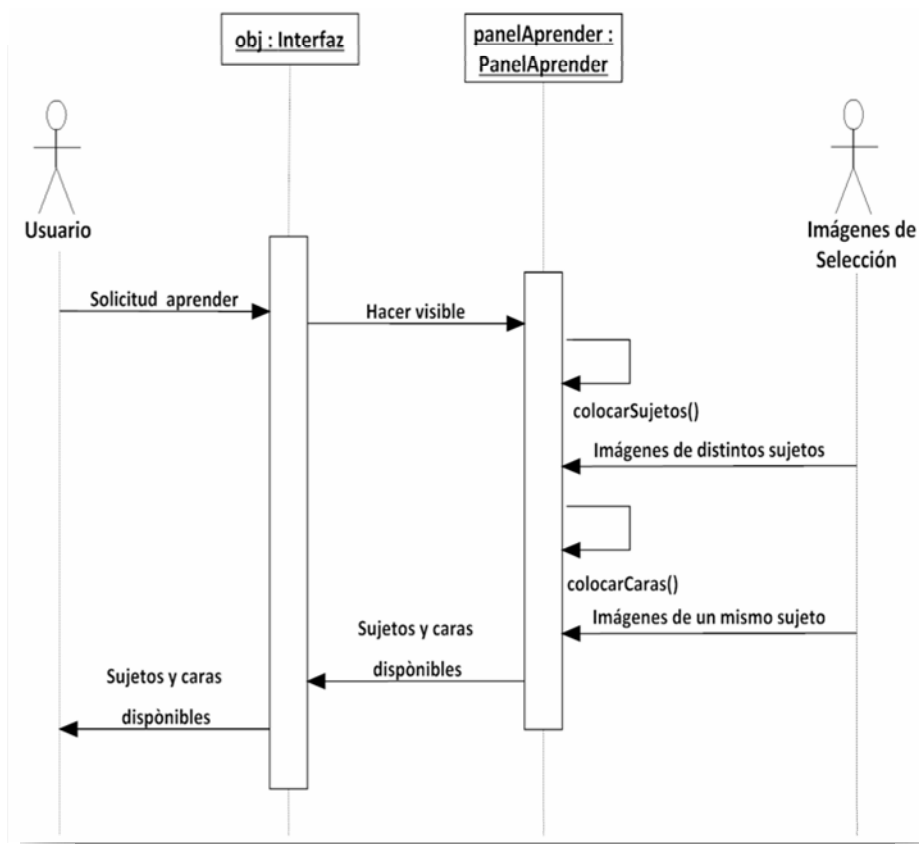 obj : Interfaz
panelAprender :
PanelAprender
Usuario
Imágenes de
Selección
Solicitud aprender
Hacer visible
colocarSujetos()
Imágenes de distintos sujetos
colocarCaras()
Imágenes de un mismo sujeto
Sujetos y caras
dispònibles
Sujetos y caras
dispònibles